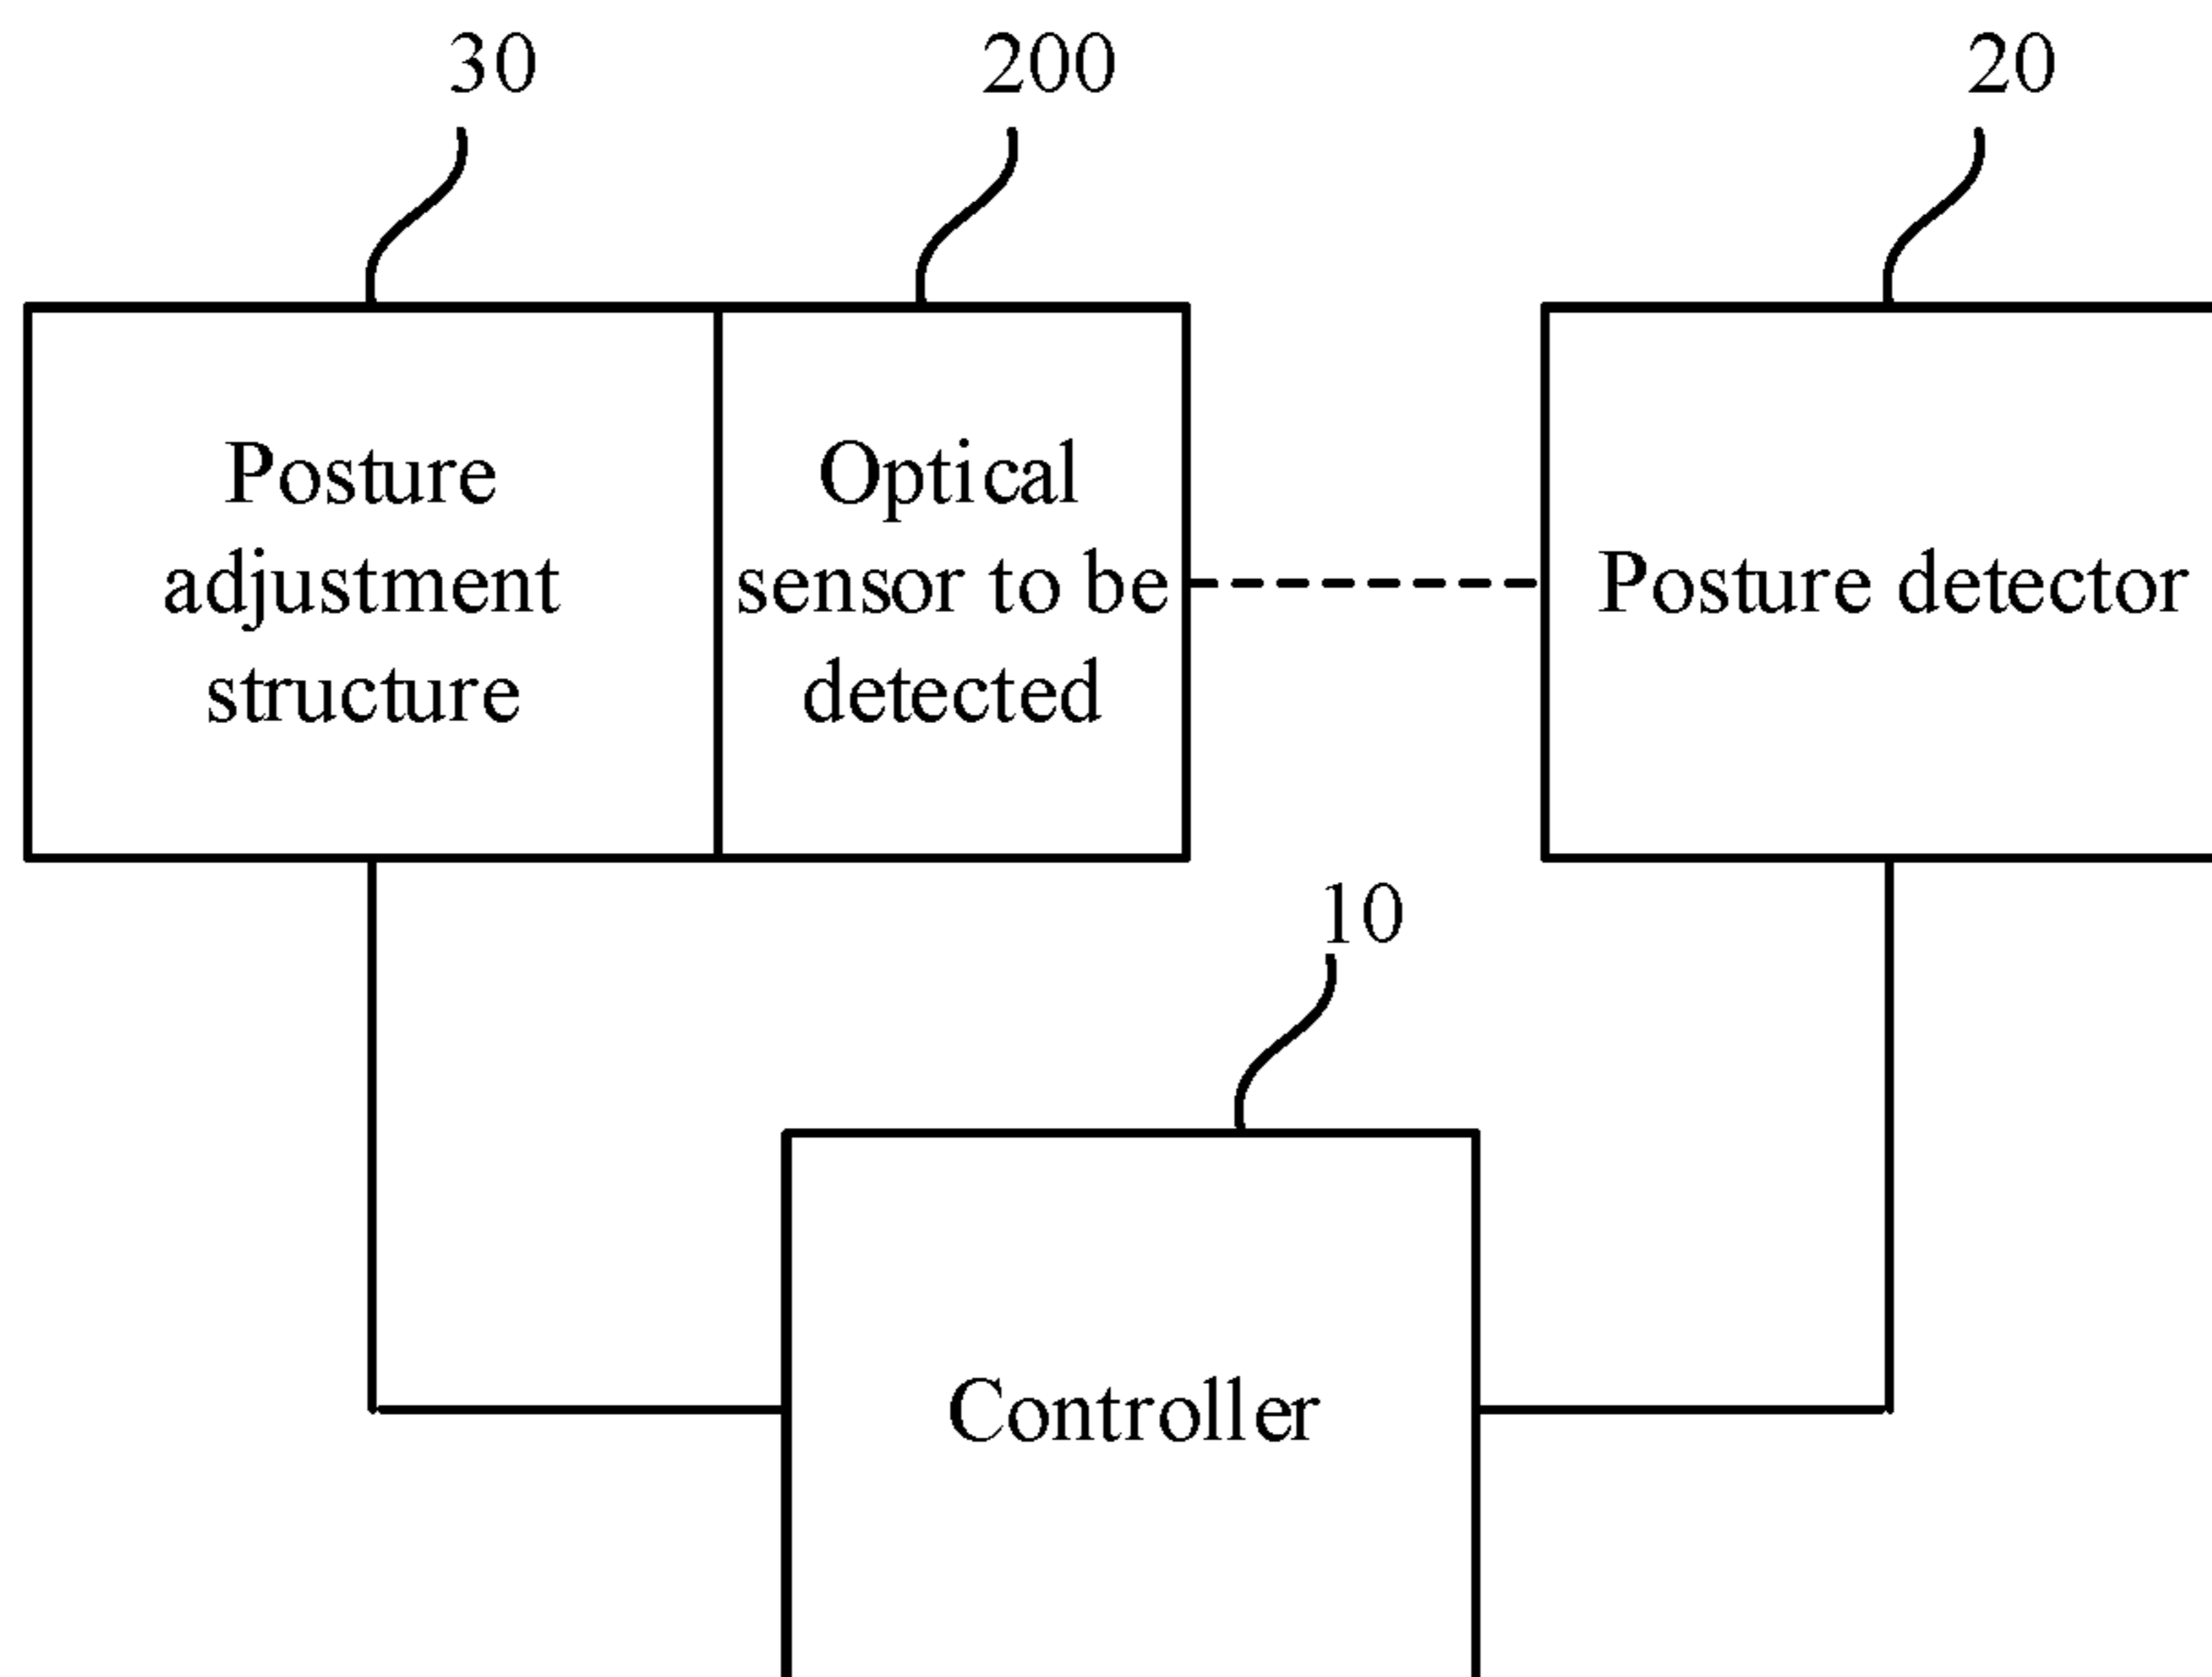 30
200
20
Posture
adjustment
structure
Optical
sensor to be
detected
Posture detector
10
Controller